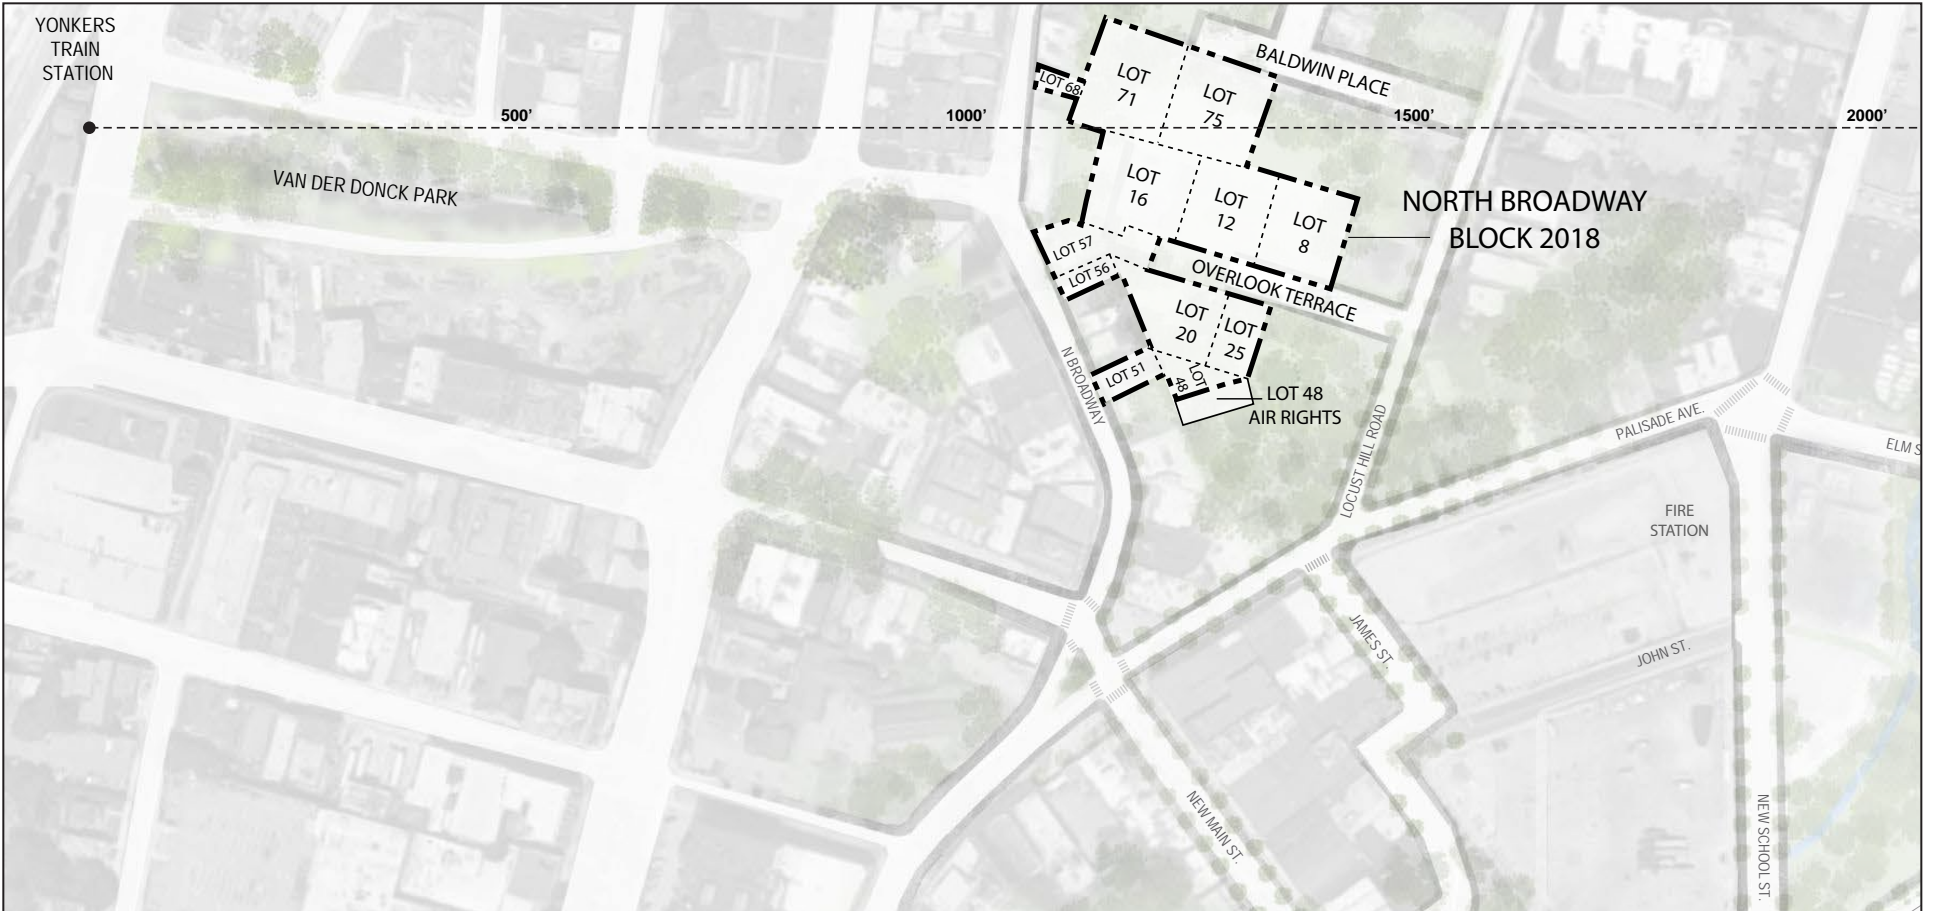 YONKERS
TRAIN
STATION
500'
1000'
1500'
2000'
VAN DER DONCK PARK
BALDWIN PLACE
LOT 68
LOT
71
LOT
75
LOT
16
LOT
12
LOT
8
NORTH BROADWAY
BLOCK 2018
LOT 57
LOT 56
OVERLOOK TERRACE
LOT
20
LOT
25
LOT 51
LOT
48
LOT 48
AIR RIGHTS
N BROADWAY
LOCUST HILL ROAD
PALISADE AVE.
ELM S
FIRE
STATION
JAMES ST.
JOHN ST.
NEW MAIN ST.
NEW SCHOOL ST.